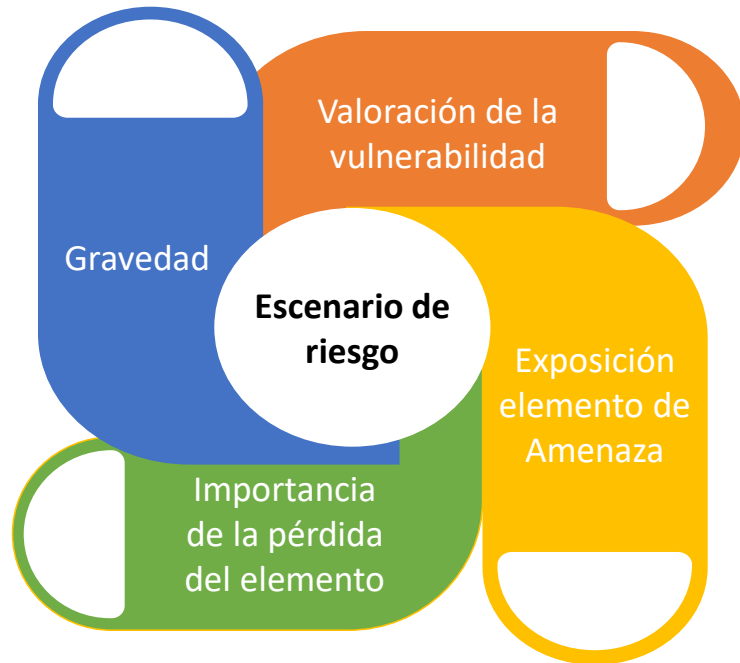 Valoración de la
vulnerabilidad
Gravedad
Escenario de
riesgo
Exposición
elemento de
Amenaza
Importancia
de la pérdida
del elemento